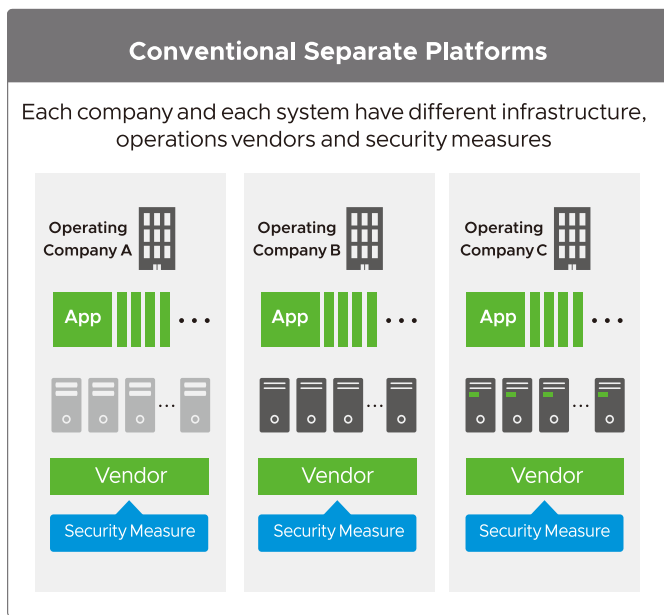 Conventional Separate Platforms
Each company and each system have different infrastructure,
operations vendors and security measures
Operating
Company A
App
...
...
Vendor
Security Measure
Operating
Company B
App
...
...
Vendor
Security Measure
Operating
Company C
App
...
...
Vendor
Security Measure